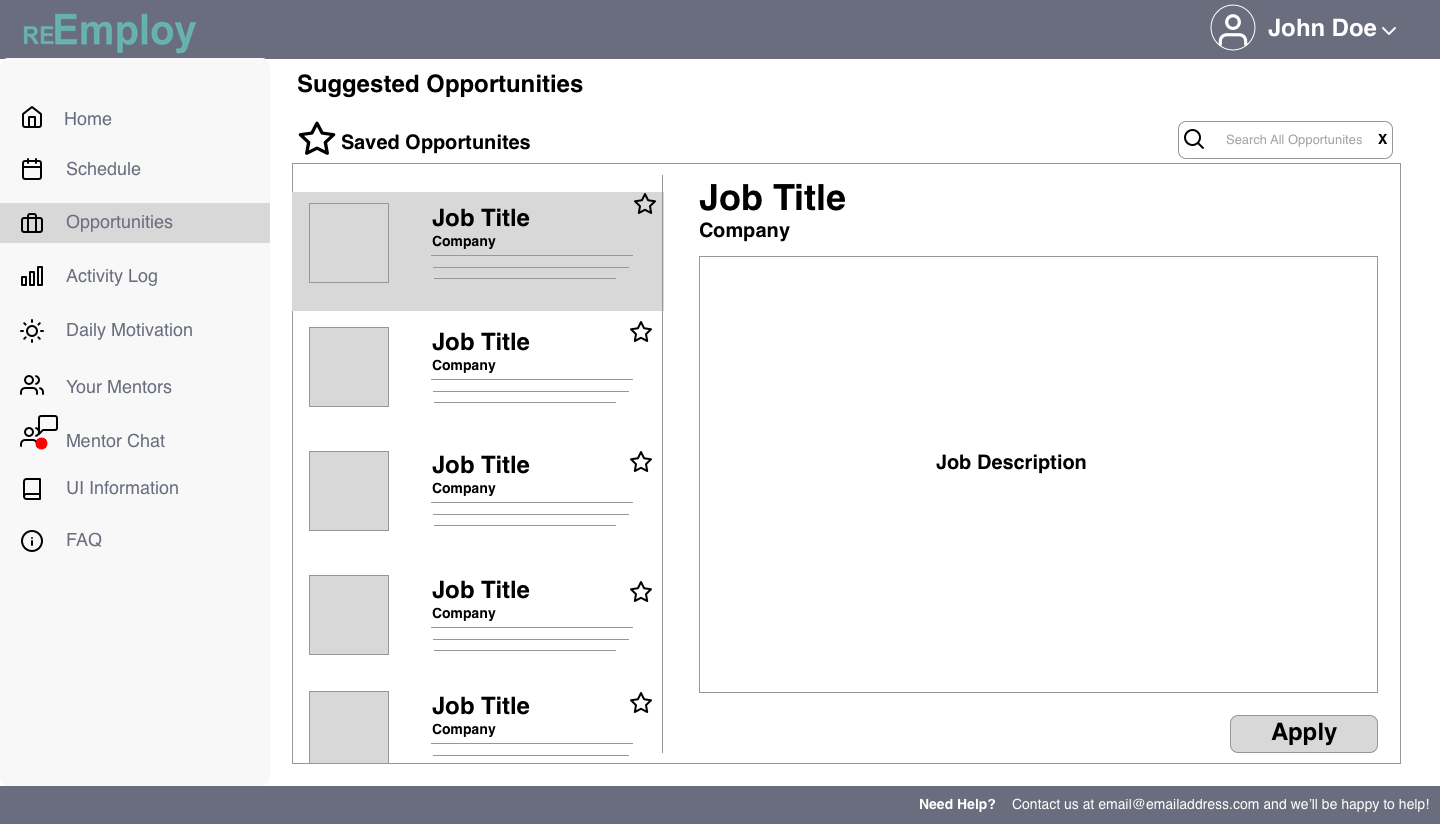 REEmploy
John Doe
Home
Schedule
Opportunities
Activity Log
Daily Motivation
Your Mentors
Mentor Chat
UI Information
FAQ
Suggested Opportunities
Saved Opportunites
Search All Opportunites X
Job Title
Company
Job Title
Company
Job Title
Company
Job Title
Company
Job Title
Company
Job Title
Company
Job Description
Apply
Need Help? Contact us at email@emailaddress.com and we'll be happy to help!